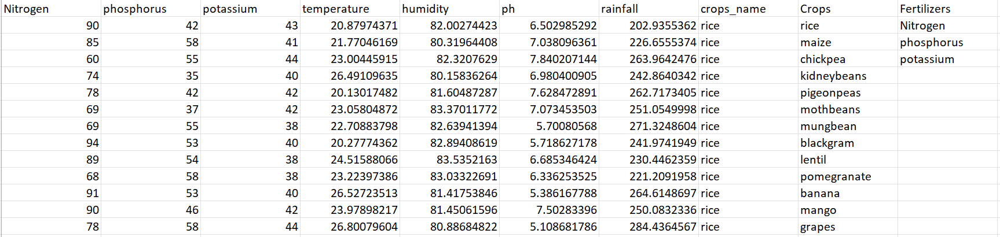 Nitrogen phosphorus potassium temperature humidity ph rainfall crops_name Crops Fertilizers
90 42 43 20.87974371 82.00274423 6.502985292 202.9355362 rice rice Nitrogen
85 58 41 21.77046169 80.31964408 7.038096361 226.6555374 rice maize phosphorus
60 55 44 23.00445915 82.3207629 7.840207144 263.9642476 rice chickpea potassium
74 35 40 26.49109635 80.15836264 6.980400905 242.8640342 rice kidneybeans
78 42 42 20.13017482 81.60487287 7.628472891 262.7173405 rice pigeonpeas
69 37 42 23.05804872 83.37011772 7.073453503 251.0549998 rice mothbeans
69 55 38 22.70883798 82.63941394 5.70080568 271.3248604 rice mungbean
94 53 40 20.27774362 82.89408619 5.718627178 241.9741949 rice blackgram
89 54 38 24.51588066 83.5352163 6.685346424 230.4462359 rice lentil
68 58 38 23.22397386 83.03322691 6.336253525 221.2091958 rice pomegranate
91 53 40 26.52723513 81.41753846 5.386167788 264.6148697 rice banana
90 46 42 23.97898217 81.45061596 7.50283396 250.0832336 rice mango
78 58 44 26.80079604 80.88684822 5.108681786 284.4364567 rice grapes